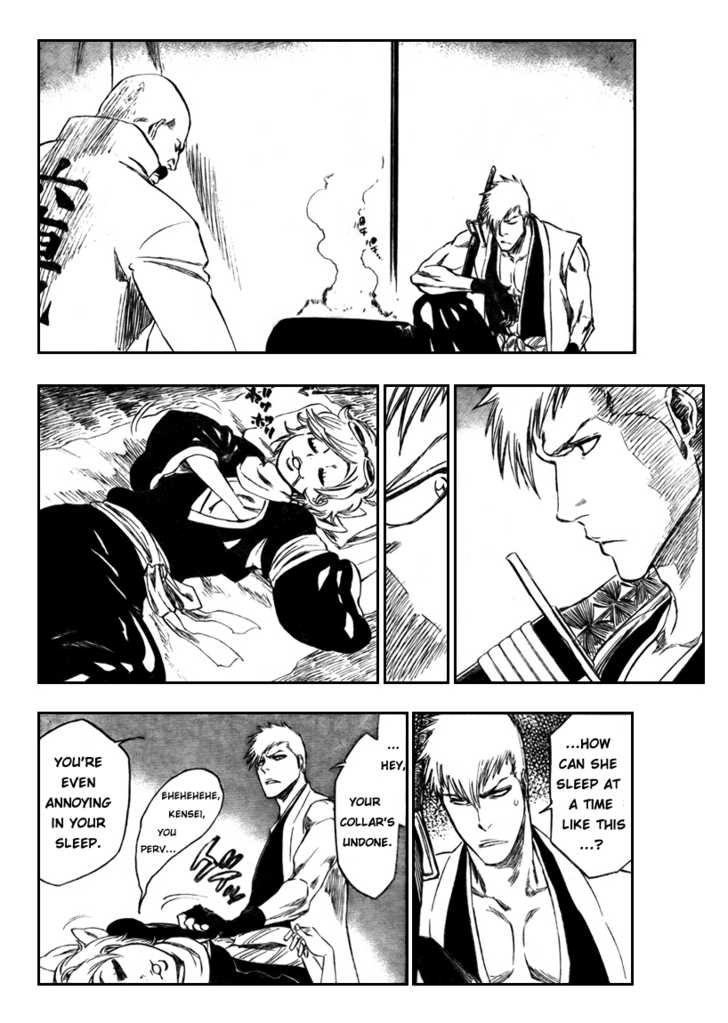 ...HOW
CAN SHE
SLEEP AT
A TIME
LIKE THIS
...?
...
HEY,
YOUR
COLLAR'S
UNDONE.
EHEHEHEHE,
KENSEI,
YOU
PERV...
YOU'RE
EVEN
ANNOYING
IN YOUR
SLEEP.